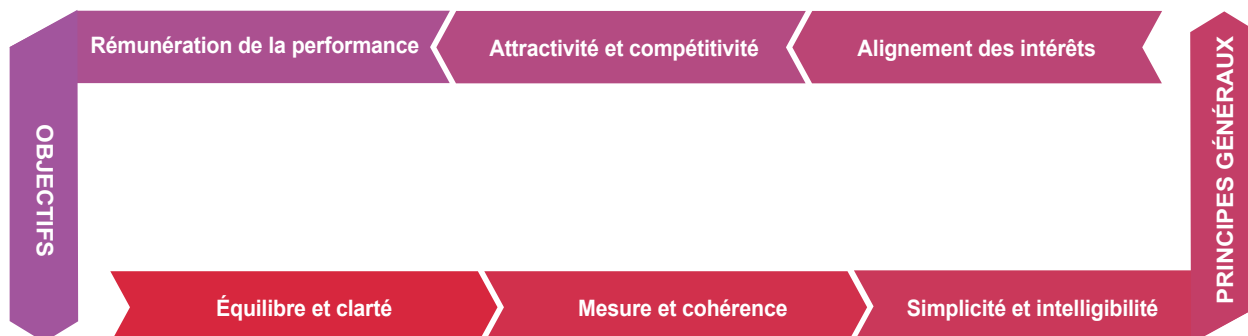 OBJECTIFS
Rémunération de la performance
Attractivité et compétitivité
Alignement des intérêts
PRINCIPES GÉNÉRAUX
Équilibre et clarté
Mesure et cohérence
Simplicité et intelligibilité